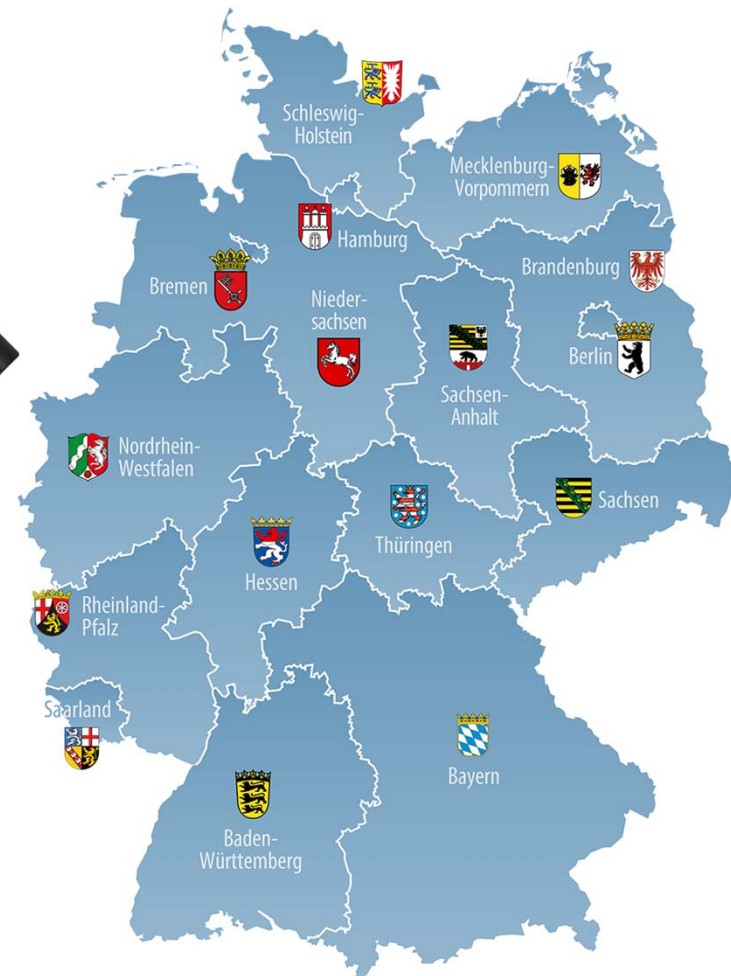 Schleswig-
Holstein
Mecklenburg-
Vorpommern
Hamburg
Bremen
Brandenburg
Nieder-
sachsen
Berlin
Sachsen-
Anhalt
Nordrhein-
Westfalen
Sachsen
Thüringen
Hessen
Rheinland-
Pfalz
Saarland
Bayern
Baden-
Württemberg